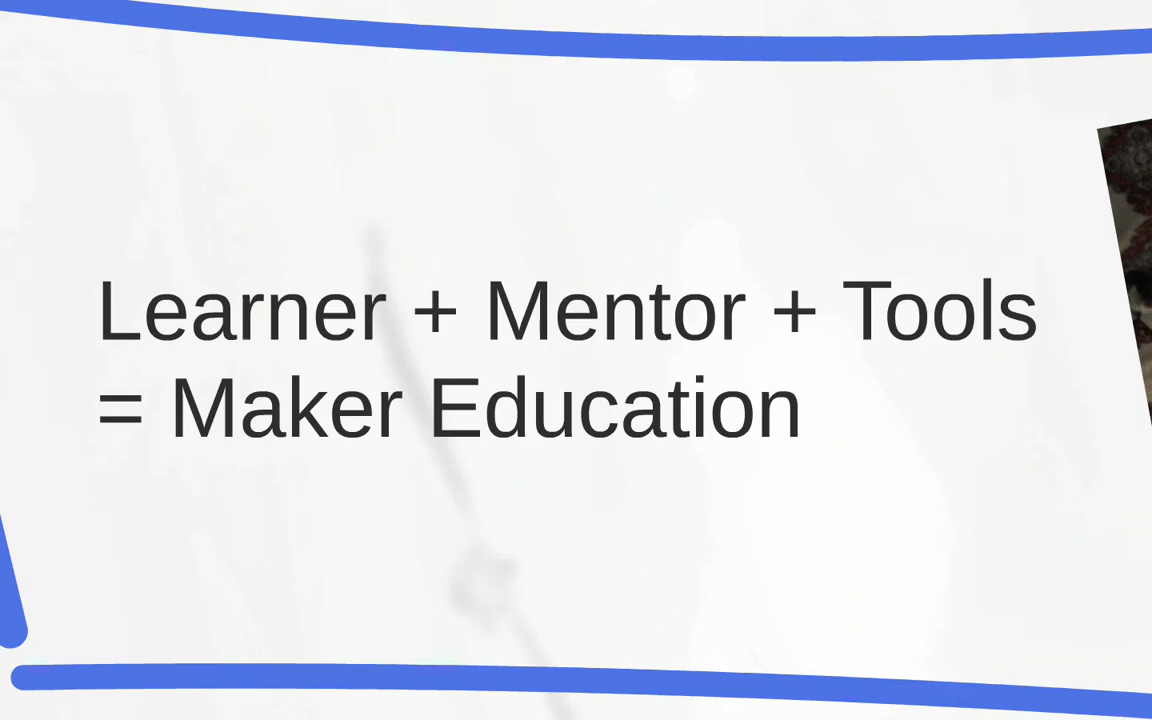 Learner + Mentor + Tools
= Maker Education